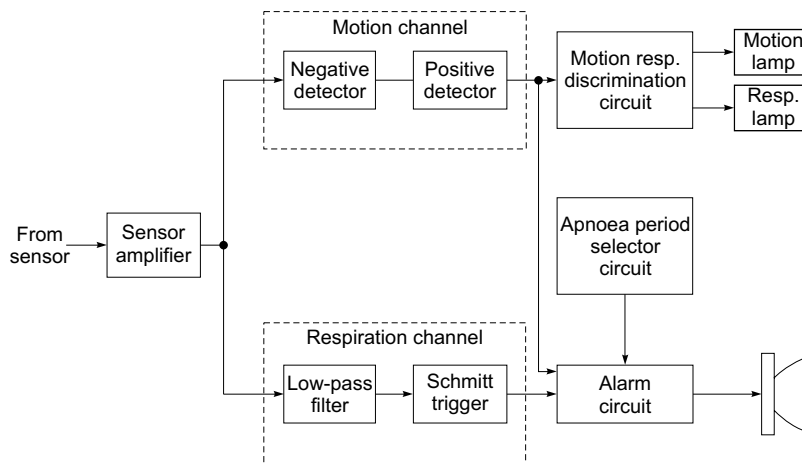 Motion channel
Negative
detector
Positive
detector
Motion resp.
discrimination
circuit
Motion
lamp
Resp.
lamp
From
sensor
Sensor
amplifier
Apnoea period
selector
circuit
Respiration channel
Low-pass
filter
Schmitt
trigger
Alarm
circuit